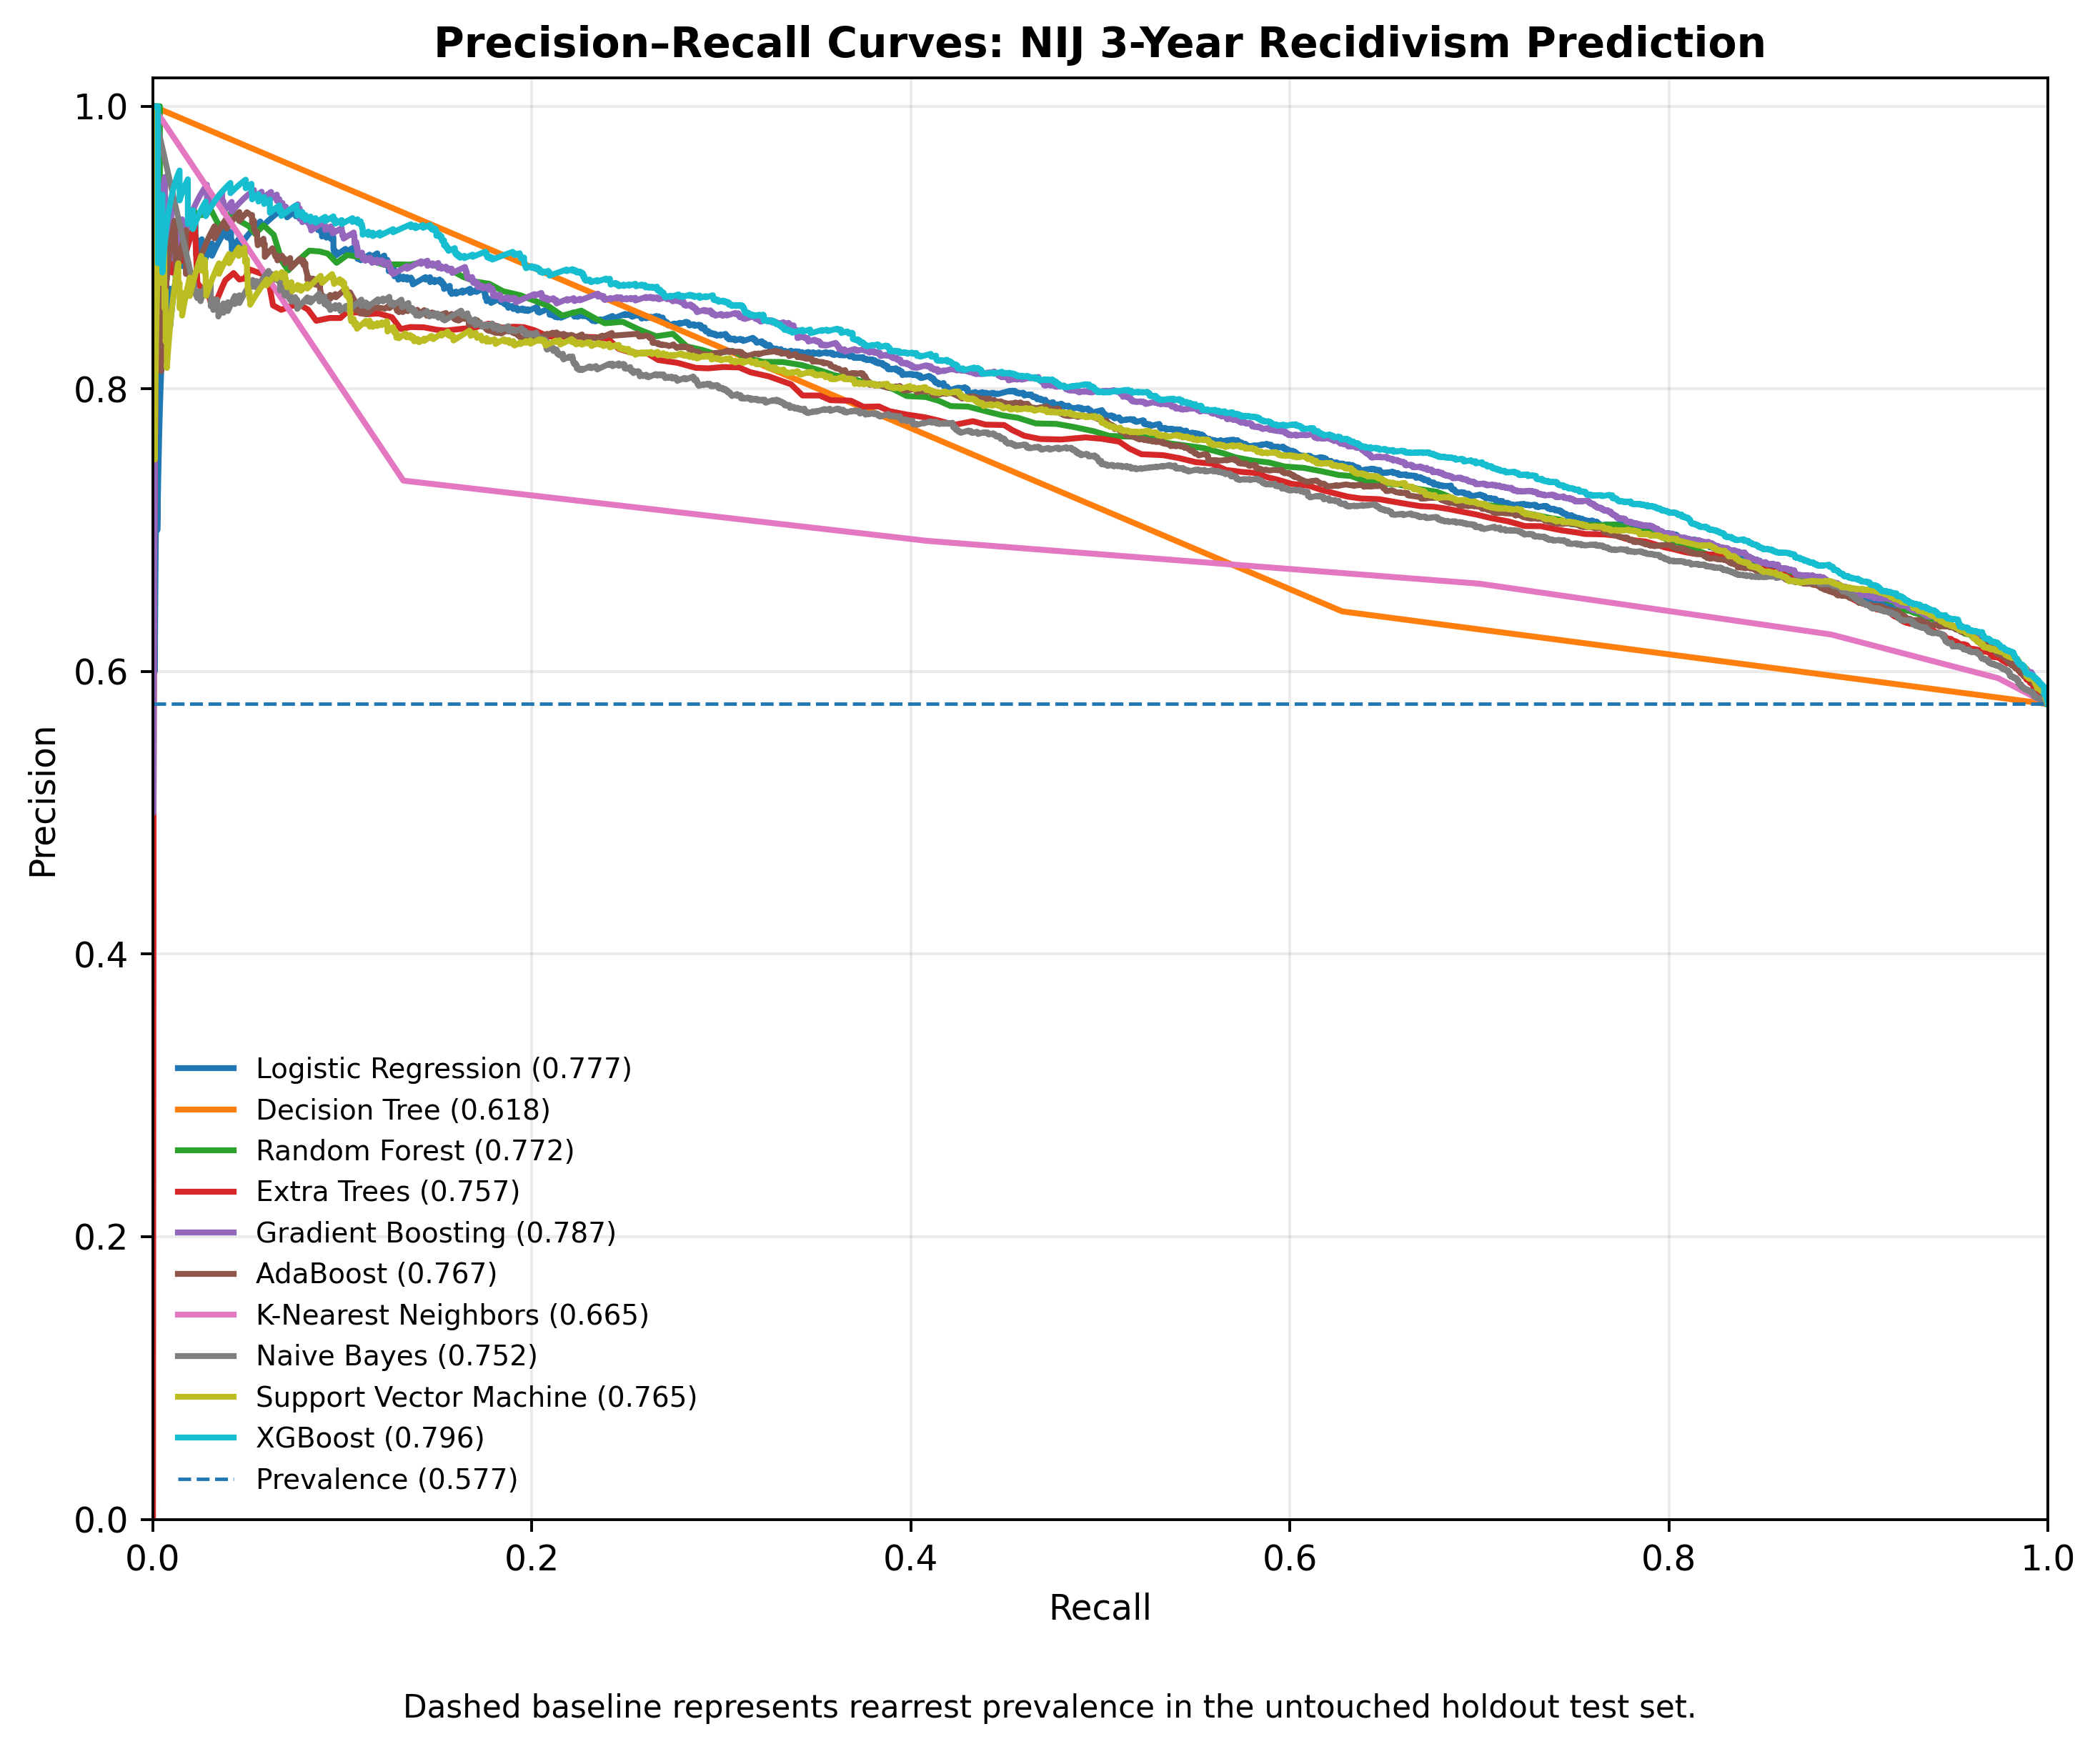 Precision–Recall Curves: NIJ 3-Year Recidivism Prediction
1.0
0.8
0.6
0.4
0.2
0.0
Precision
Logistic Regression (0.777)
Decision Tree (0.618)
Random Forest (0.772)
Extra Trees (0.757)
Gradient Boosting (0.787)
AdaBoost (0.767)
K-Nearest Neighbors (0.665)
Naive Bayes (0.752)
Support Vector Machine (0.765)
XGBoost (0.796)
Prevalence (0.577)
0.0 0.2 0.4 0.6 0.8 1.0
Recall
Dashed baseline represents rearrest prevalence in the untouched holdout test set.